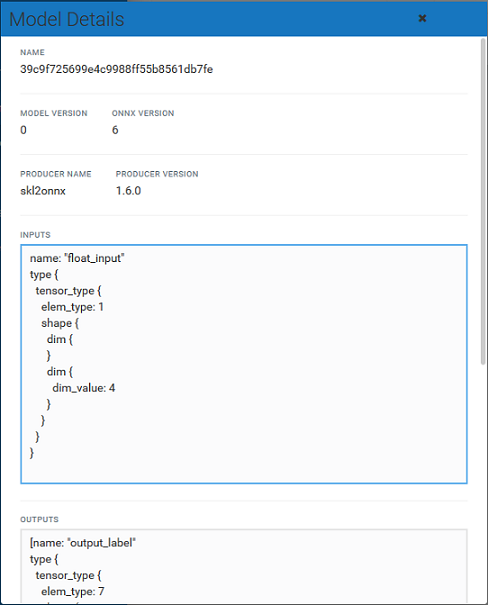 Model Details
NAME
39c9f725699e4c9988ff55b8561db7fe
MODEL VERSION ONNX VERSION
0 6
PRODUCER NAME PRODUCER VERSION
skl2onnx 1.6.0
INPUTS
name: "float_input"
type {
tensor_type {
elem_type: 1
shape {
dim {
}
dim {
dim_value: 4
}
}
}
}
OUTPUTS
[name: "output_label"
type {
tensor_type {
elem_type: 7